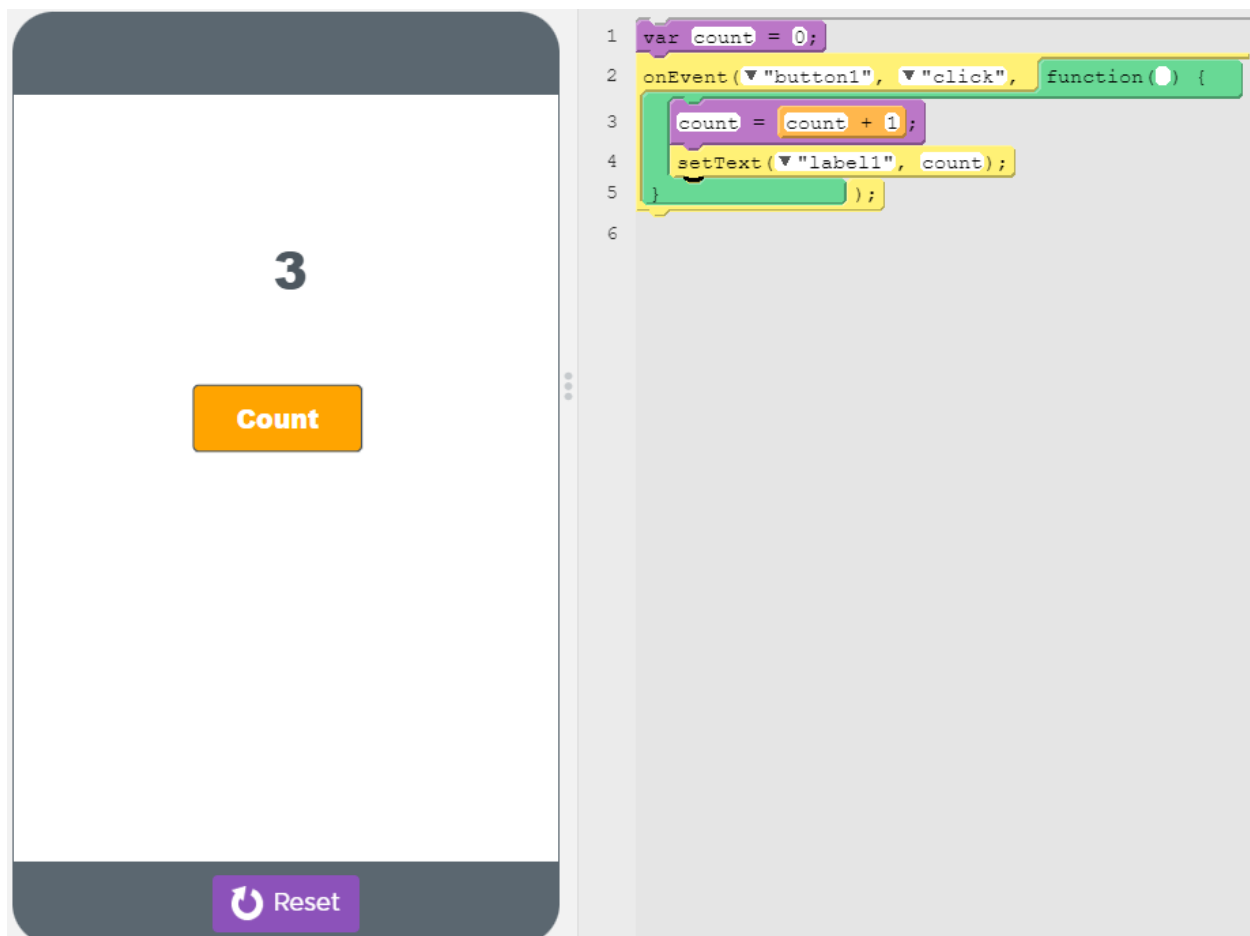 3
Count
Reset
1 var count = 0;
2 onEvent(▼"button1", ▼"click", function( ) {
3 count = count + 1;
4 setText(▼"label1", count);
5 } );
6